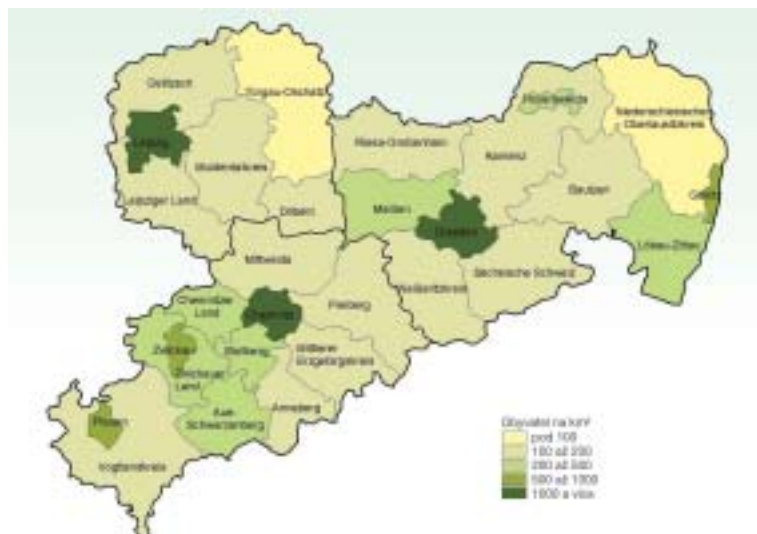 Delitzsch
Torgau-Oschatz
Hoyerswerda
Niederschlesischer
Oberlausitzkreis
Leipzig
Muldentalkreis
Riesa-Großenhain
Kamenz
Bautzen
Görlitz
Leipziger Land
Döbeln
Meißen
Dresden
Löbau-Zittau
Mittweida
Sächsische Schweiz
Weißeritzkreis
Chemnitzer
Land
Chemnitz
Freiberg
Zwickau
Stollberg
Mittlerer
Erzgebirgskreis
Zwickauer
Land
Aue-
Schwarzenberg
Annaberg
Plauen
Vogtlandkreis
Obyvatel na km²
pod 100
100 až 200
200 až 500
500 až 1000
1000 a více